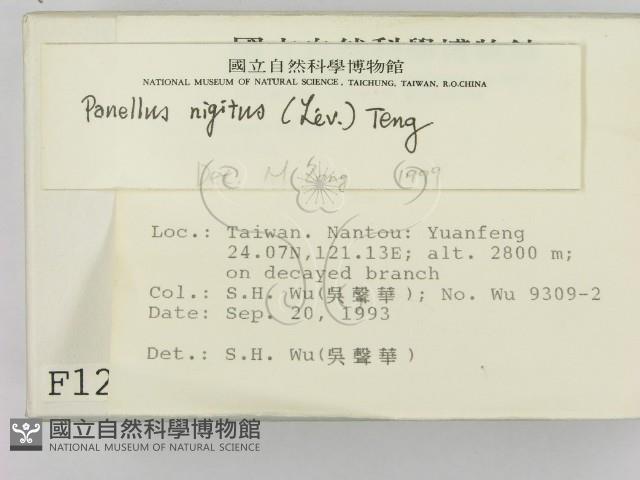 國立自然科學博物館
NATIONAL MUSEUM OF NATURAL SCIENCE, TAICHUNG, TAIWAN, R.O.CHINA
Panellus nigitus (Lév.) Teng
Det. M. Zang 1999
Loc.: Taiwan. Nantou: Yuanfeng
24.07N,121.13E; alt. 2800 m;
on decayed branch
Col.: S.H. Wu(吳聲華); No. Wu 9309-2
Date: Sep. 20, 1993
Det.: S.H. Wu(吳聲華)
F12
國立自然科學博物館
NATIONAL MUSEUM OF NATURAL SCIENCE